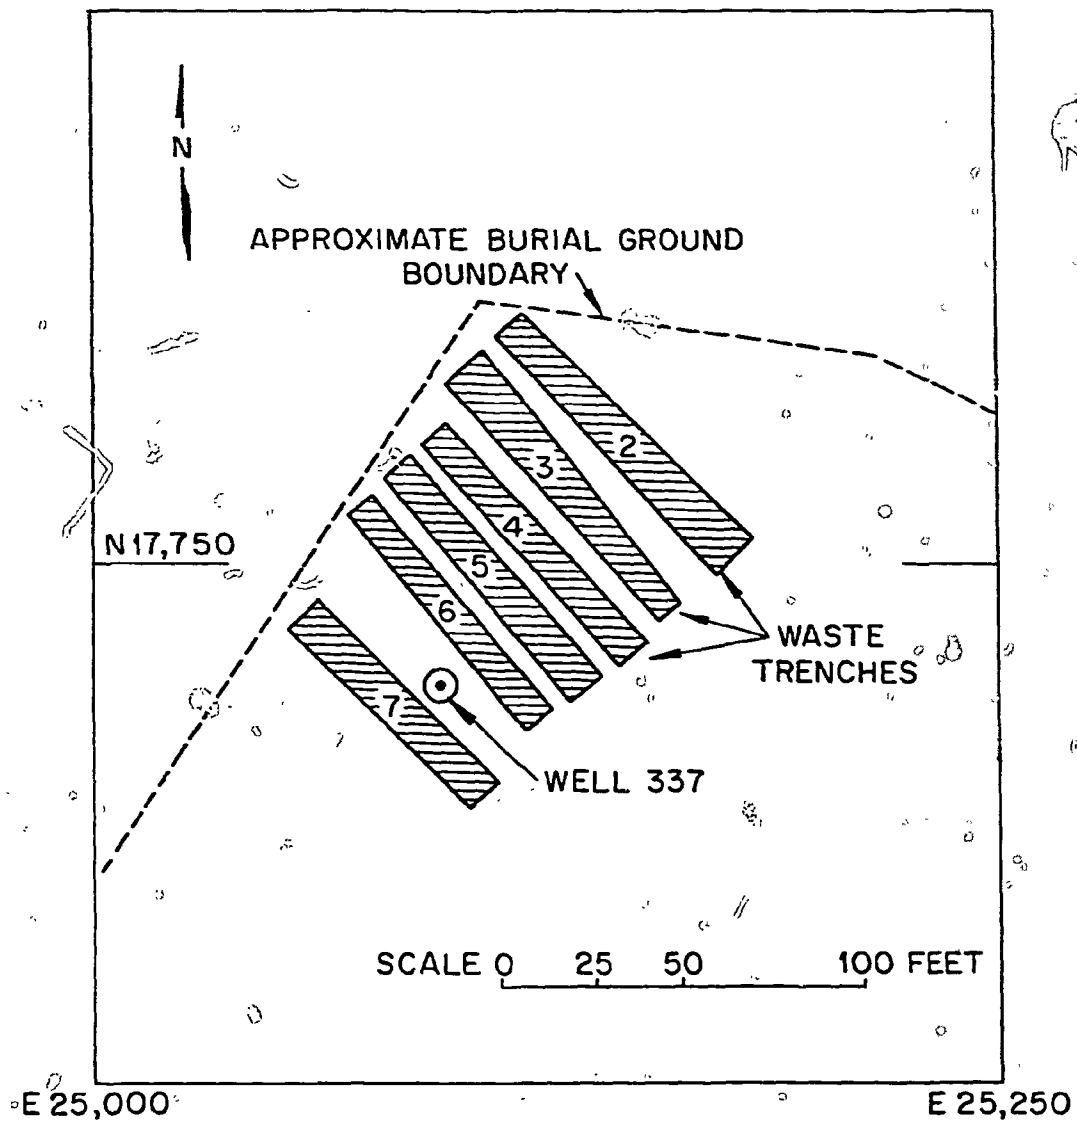 N
APPROXIMATE BURIAL GROUND
BOUNDARY
2
3
4
N 17,750
5
6
WASTE
TRENCHES
7
WELL 337
SCALE 0 25 50 100 FEET
E 25,000
E 25,250